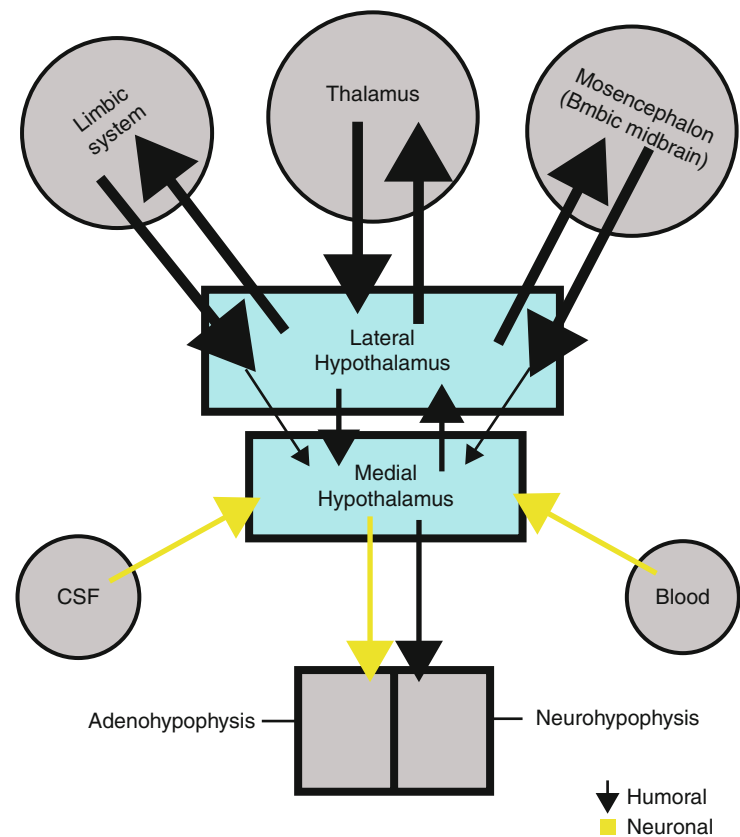 Limbic
system
Thalamus
Mosencephalon
(Bmbic midbrain)
Lateral
Hypothalamus
Medial
Hypothalamus
CSF
Blood
Adenohypophysis
Neurohypophysis
Humoral
Neuronal